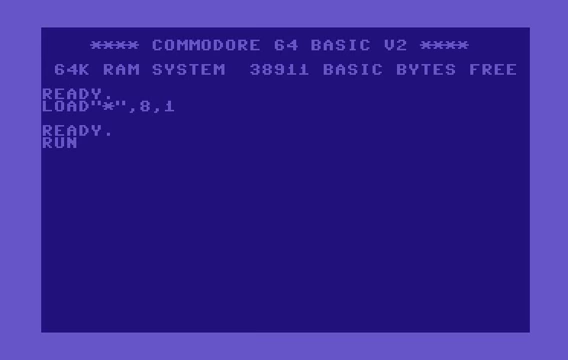 **** COMMODORE 64 BASIC V2 ****
64K RAM SYSTEM  38911 BASIC BYTES FREE
READY.
LOAD"*",8,1
READY.
RUN